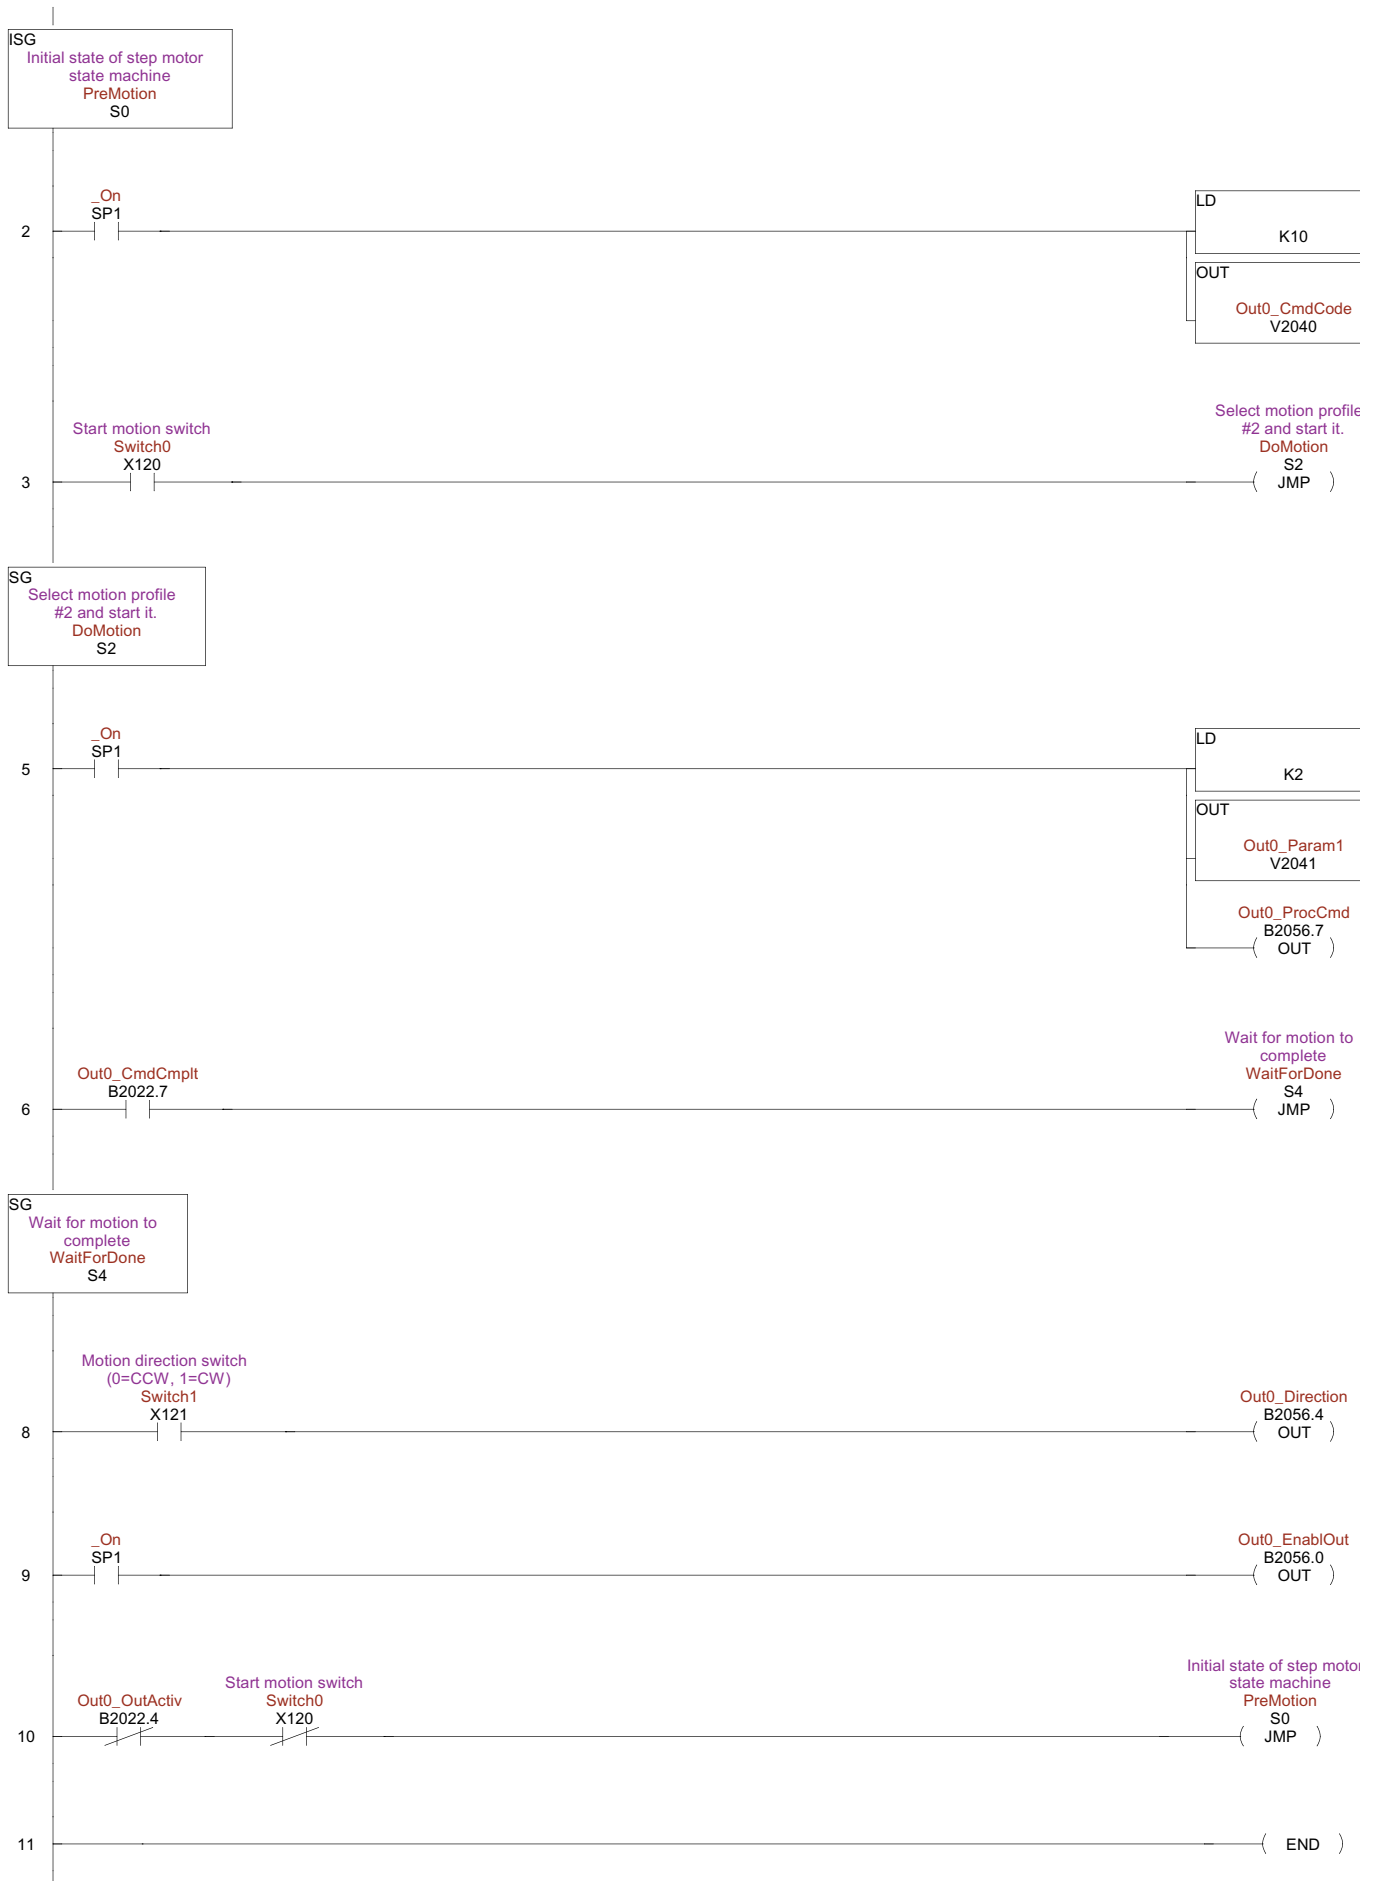 ISG
Initial state of step motor
state machine
PreMotion
S0
_On
SP1
2
LD
K10
OUT
Out0_CmdCode
V2040
Start motion switch
Switch0
X120
3
Select motion profile
#2 and start it.
DoMotion
S2
JMP
SG
Select motion profile
#2 and start it.
DoMotion
S2
_On
SP1
5
LD
K2
OUT
Out0_Param1
V2041
Out0_ProcCmd
B2056.7
OUT
Out0_CmdCmplt
B2022.7
6
Wait for motion to
complete
WaitForDone
S4
JMP
SG
Wait for motion to
complete
WaitForDone
S4
Motion direction switch
(0=CCW, 1=CW)
Switch1
X121
8
Out0_Direction
B2056.4
OUT
_On
SP1
9
Out0_EnablOut
B2056.0
OUT
Out0_OutActiv
B2022.4
Start motion switch
Switch0
X120
10
Initial state of step motor
state machine
PreMotion
S0
JMP
11
END